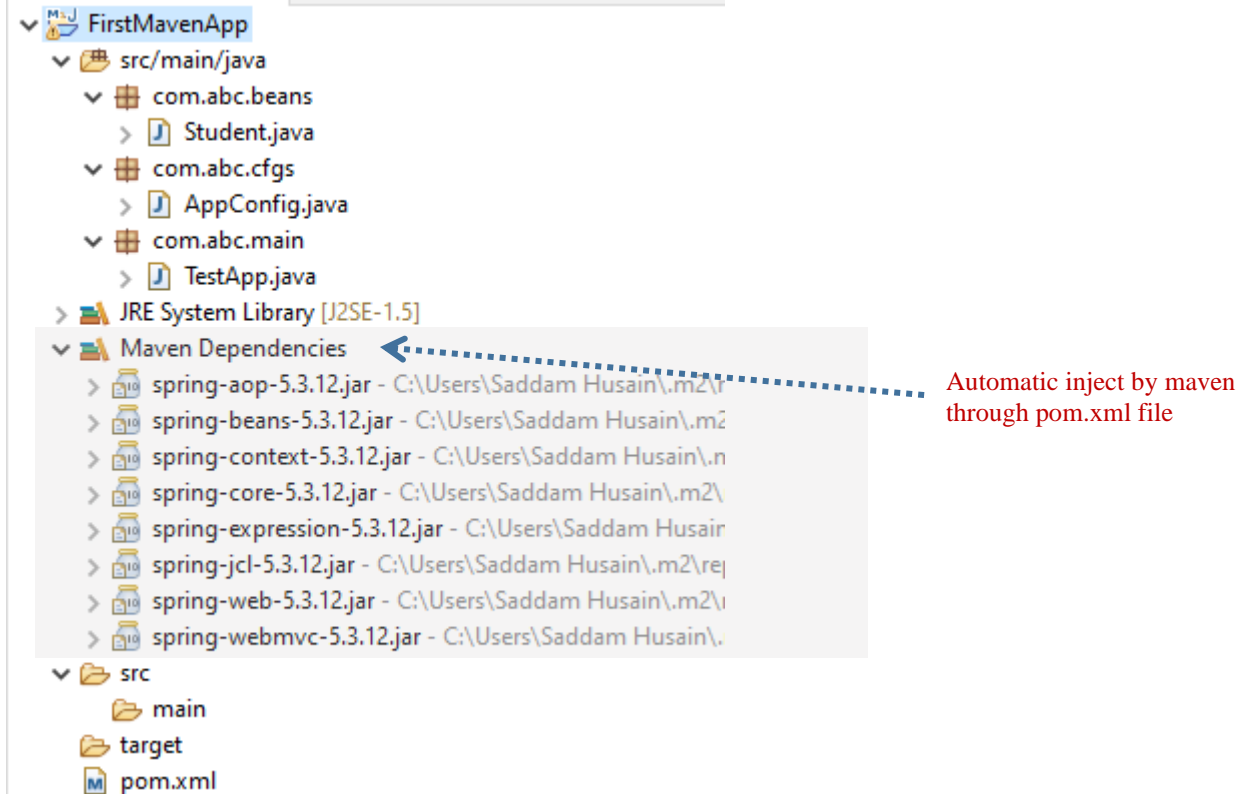 FirstMavenApp
src/main/java
com.abc.beans
Student.java
com.abc.cfgs
AppConfig.java
com.abc.main
TestApp.java
JRE System Library [J2SE-1.5]
Maven Dependencies
spring-aop-5.3.12.jar - C:\Users\Saddam Husain\.m2\r
spring-beans-5.3.12.jar - C:\Users\Saddam Husain\.m2
spring-context-5.3.12.jar - C:\Users\Saddam Husain\.n
spring-core-5.3.12.jar - C:\Users\Saddam Husain\.m2\
spring-expression-5.3.12.jar - C:\Users\Saddam Husain
spring-jcl-5.3.12.jar - C:\Users\Saddam Husain\.m2\rep
spring-web-5.3.12.jar - C:\Users\Saddam Husain\.m2\r
spring-webmvc-5.3.12.jar - C:\Users\Saddam Husain\.
Automatic inject by maven
through pom.xml file
src
main
target
pom.xml